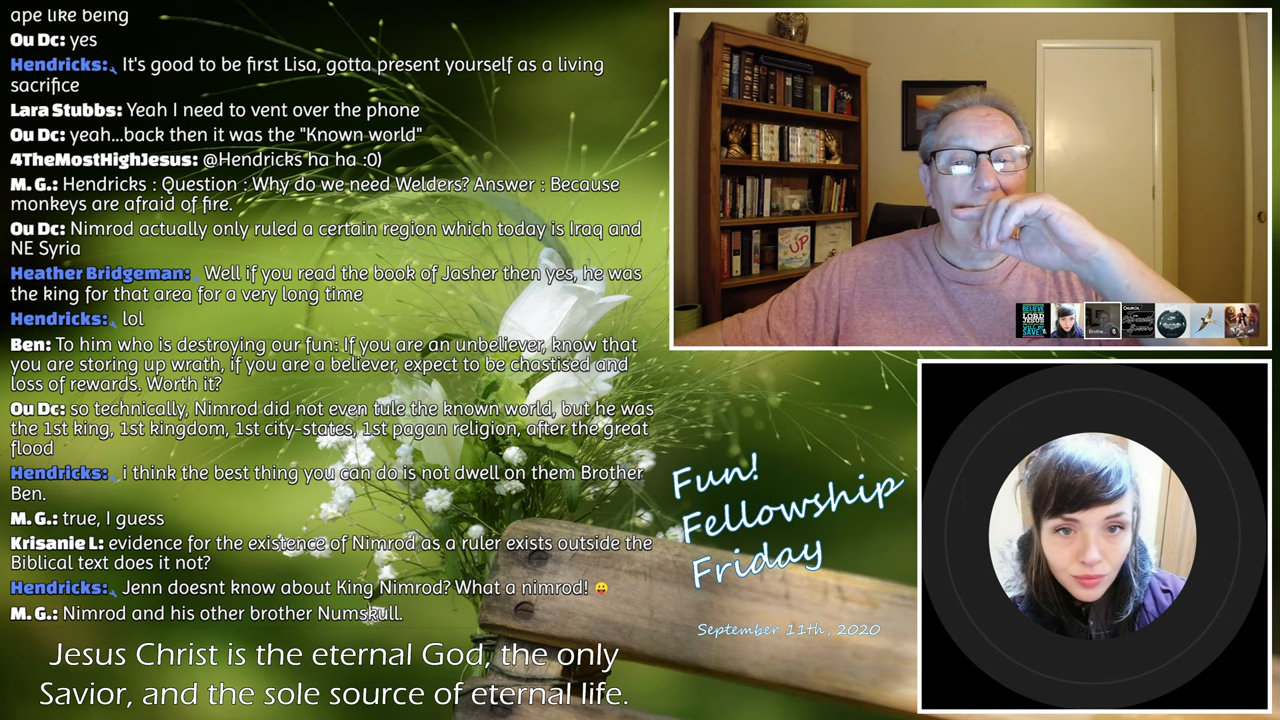 ape like being
Ou Dc: yes
Hendricks: It's good to be first Lisa, gotta present yourself as a living
sacrifice
Lara Stubbs: Yeah I need to vent over the phone
Ou Dc: yeah...back then it was the "Known world"
4TheMostHighJesus: @Hendricks ha ha :0)
M. G.: Hendricks : Question : Why do we need Welders? Answer : Because
monkeys are afraid of fire.
Ou Dc: Nimrod actually only ruled a certain region which today is Iraq and
NE Syria
Heather Bridgeman: Well if you read the book of Jasher then yes, he was
the king for that area for a very long time
Hendricks: lol
Ben: To him who is destroying our fun: If you are an unbeliever, know that
you are storing up wrath, if you are a believer, expect to be chastised and
loss of rewards. Worth it?
Ou Dc: so technically, Nimrod did not even tule the known world, but he was
the 1st king, 1st kingdom, 1st city-states, 1st pagan religion, after the great
flood
Hendricks: i think the best thing you can do is not dwell on them Brother
Ben.
M. G.: true, I guess
Krisanie L: evidence for the existence of Nimrod as a ruler exists outside the
Biblical text does it not?
Hendricks: Jenn doesnt know about King Nimrod? What a nimrod! 😛
M. G.: Nimrod and his other brother Numskull.
Jesus Christ is the eternal God, the only
Savior, and the sole source of eternal life.
Fun!
Fellowship
Friday
September 11th, 2020
UP
BELIEVE
LORD
JESUS
SAVE
Brothe...
CHURCH